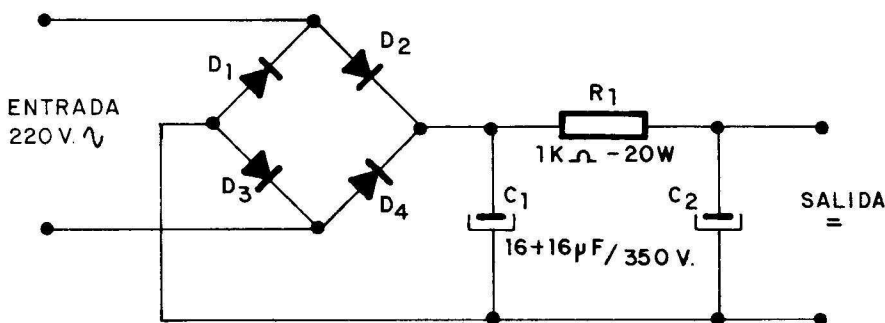 D1
D2
ENTRADA
220 V. ∿
R1
1K Ω -20W
D3
D4
C1
C2
SALIDA
=
16+16µF/350 V.